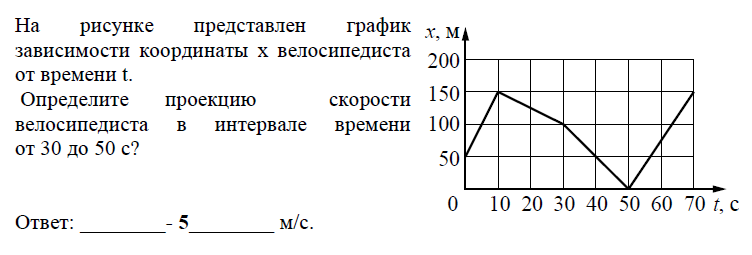 На рисунке представлен график
зависимости координаты x велосипедиста
от времени t.
Определите проекцию скорости
велосипедиста в интервале времени
от 30 до 50 с?
Ответ: ________- 5________ м/с.
x, м
200
150
100
50
0 10 20 30 40 50 60 70 t, с